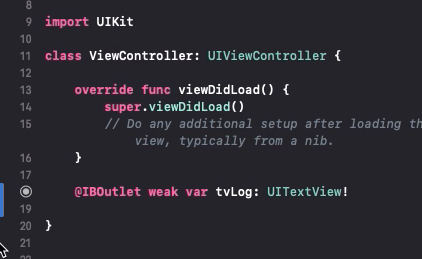 8
9 import UIKit
10
11 class ViewController: UIViewController {
12
13 override func viewDidLoad() {
14 super.viewDidLoad()
15 // Do any additional setup after loading th
view, typically from a nib.
16 }
17
@IBOutlet weak var tvLog: UITextView!
19
20 }
21